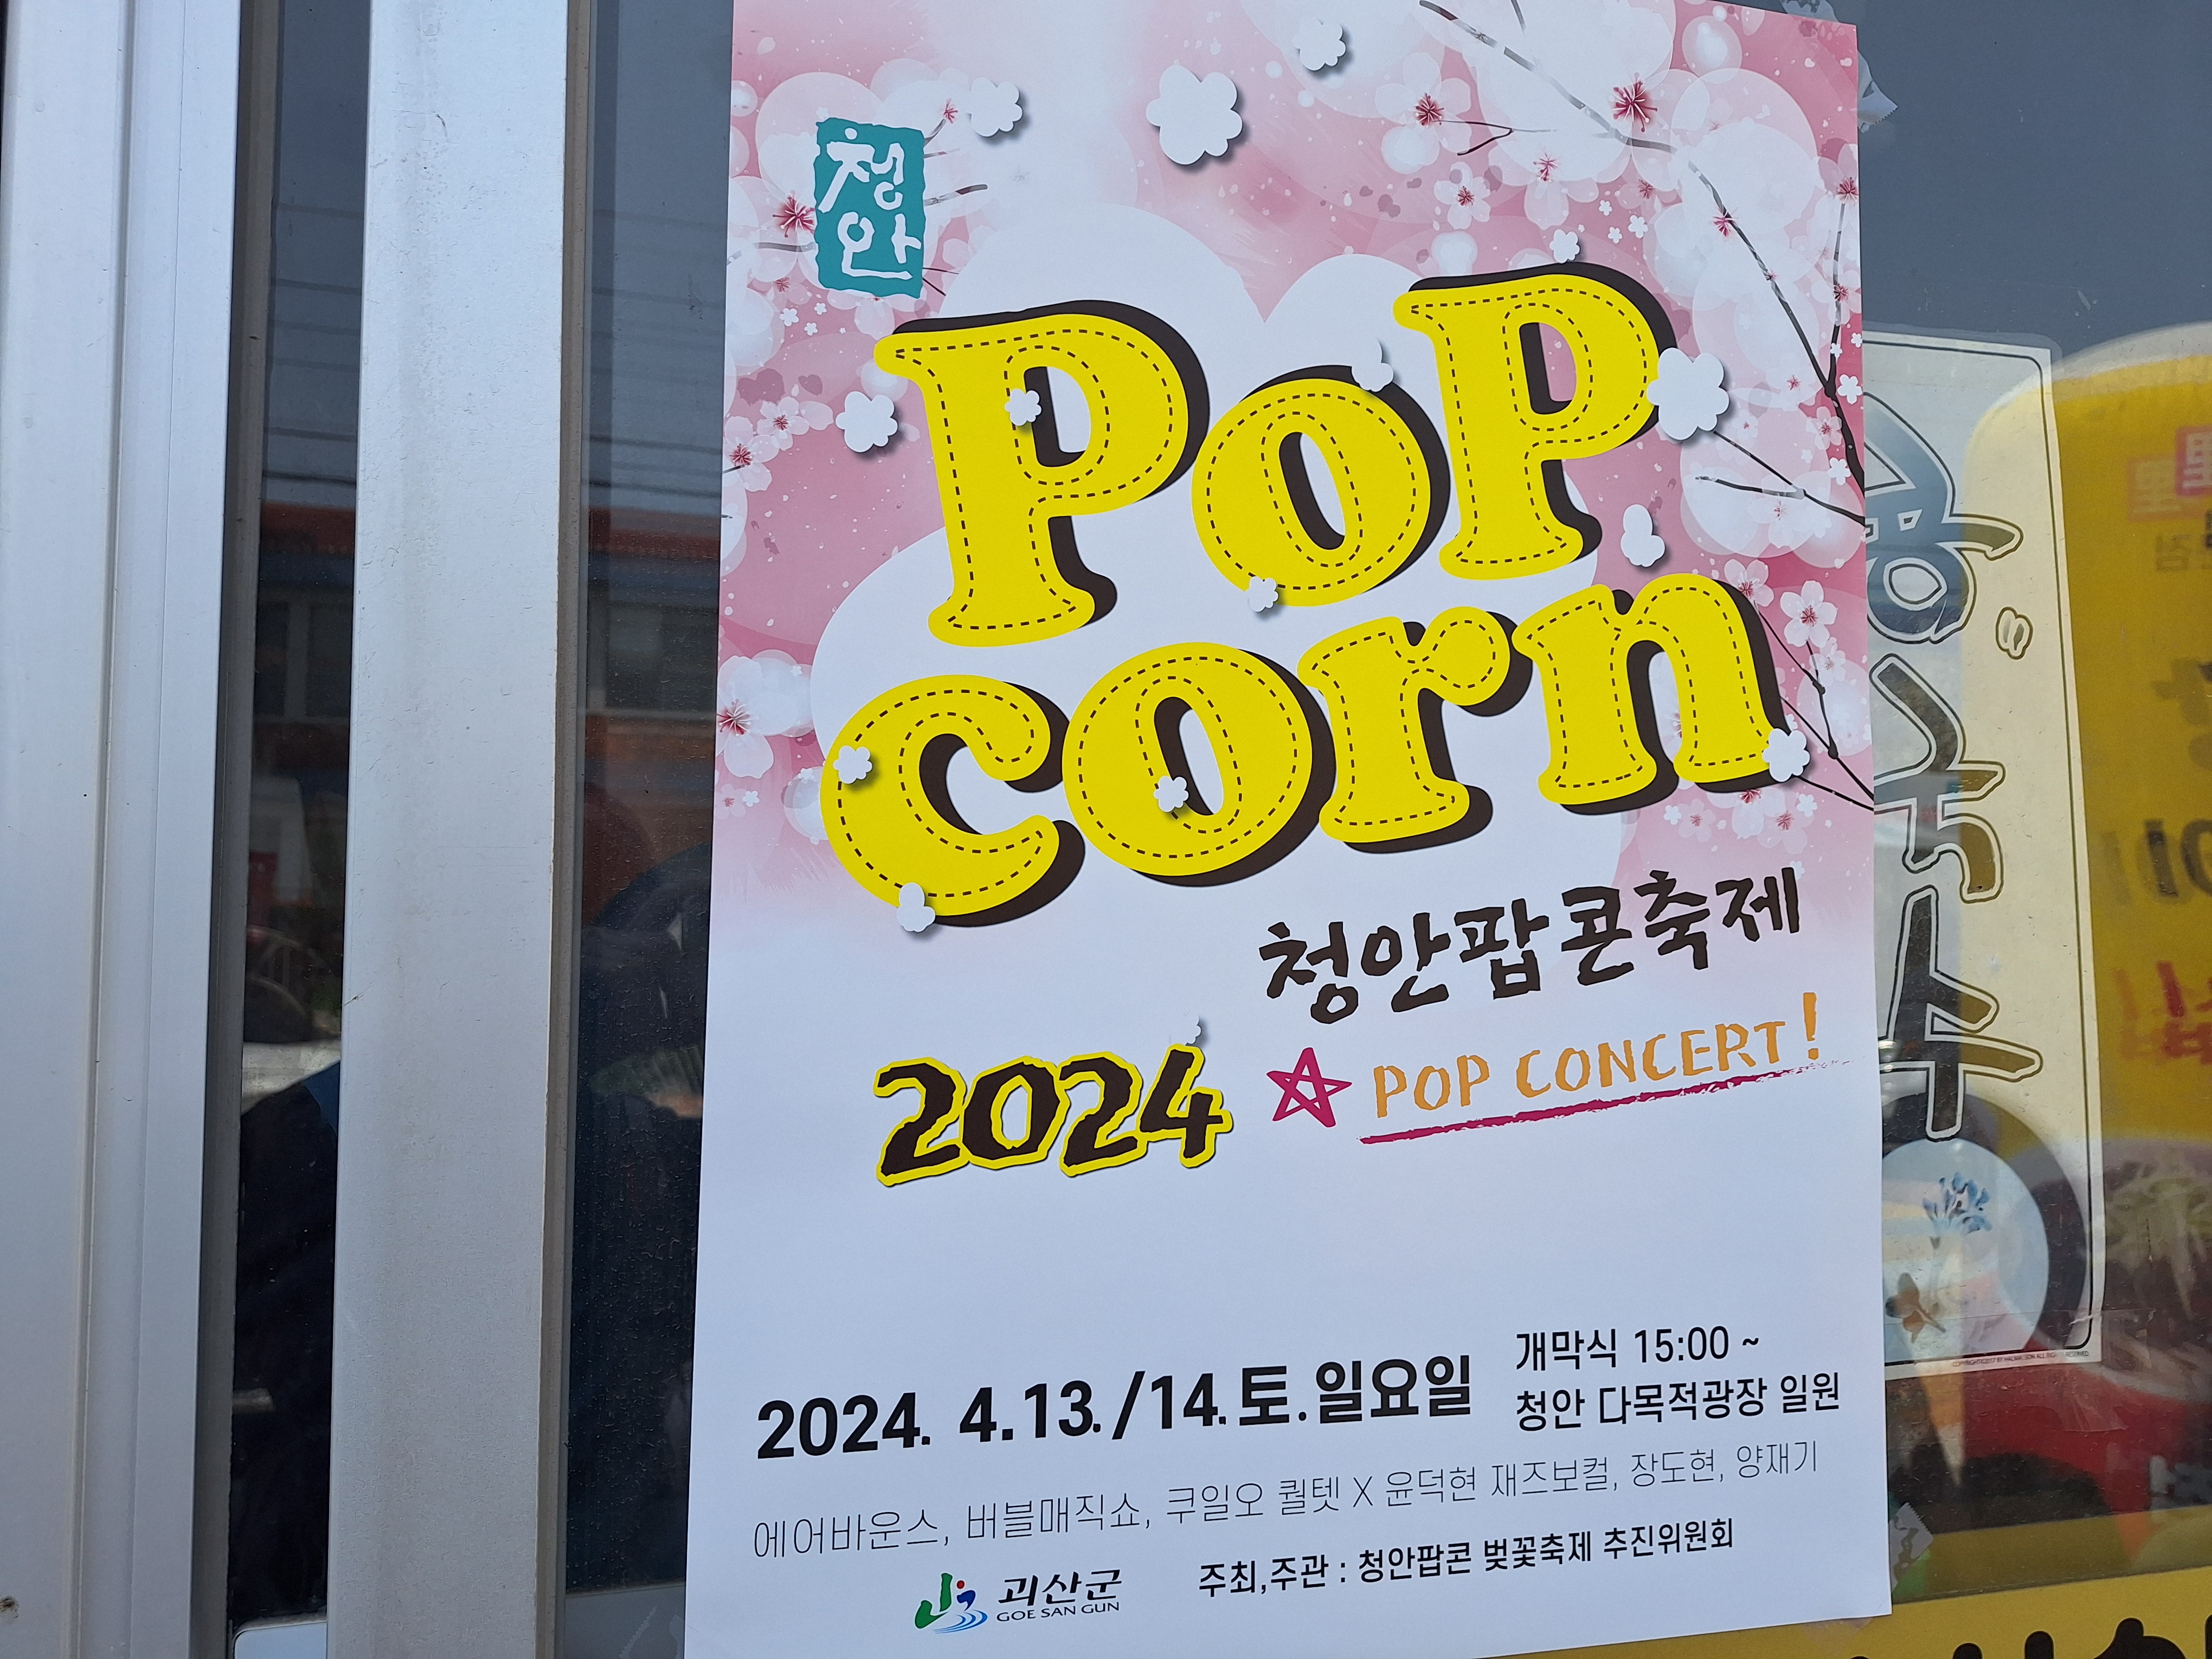 청안
PoP
corn
청안팝콘축제
2024 POP CONCERT!
2024. 4.13./14.토.일요일
개막식 15:00 ~
청안 다목적광장 일원
에어바운스, 버블매직쇼, 쿠일오 퀄텟 X 윤덕현 재즈보컬, 장도현, 양재기
괴산군
GOE SAN GUN
주최,주관 : 청안팝콘 벚꽃축제 추진위원회